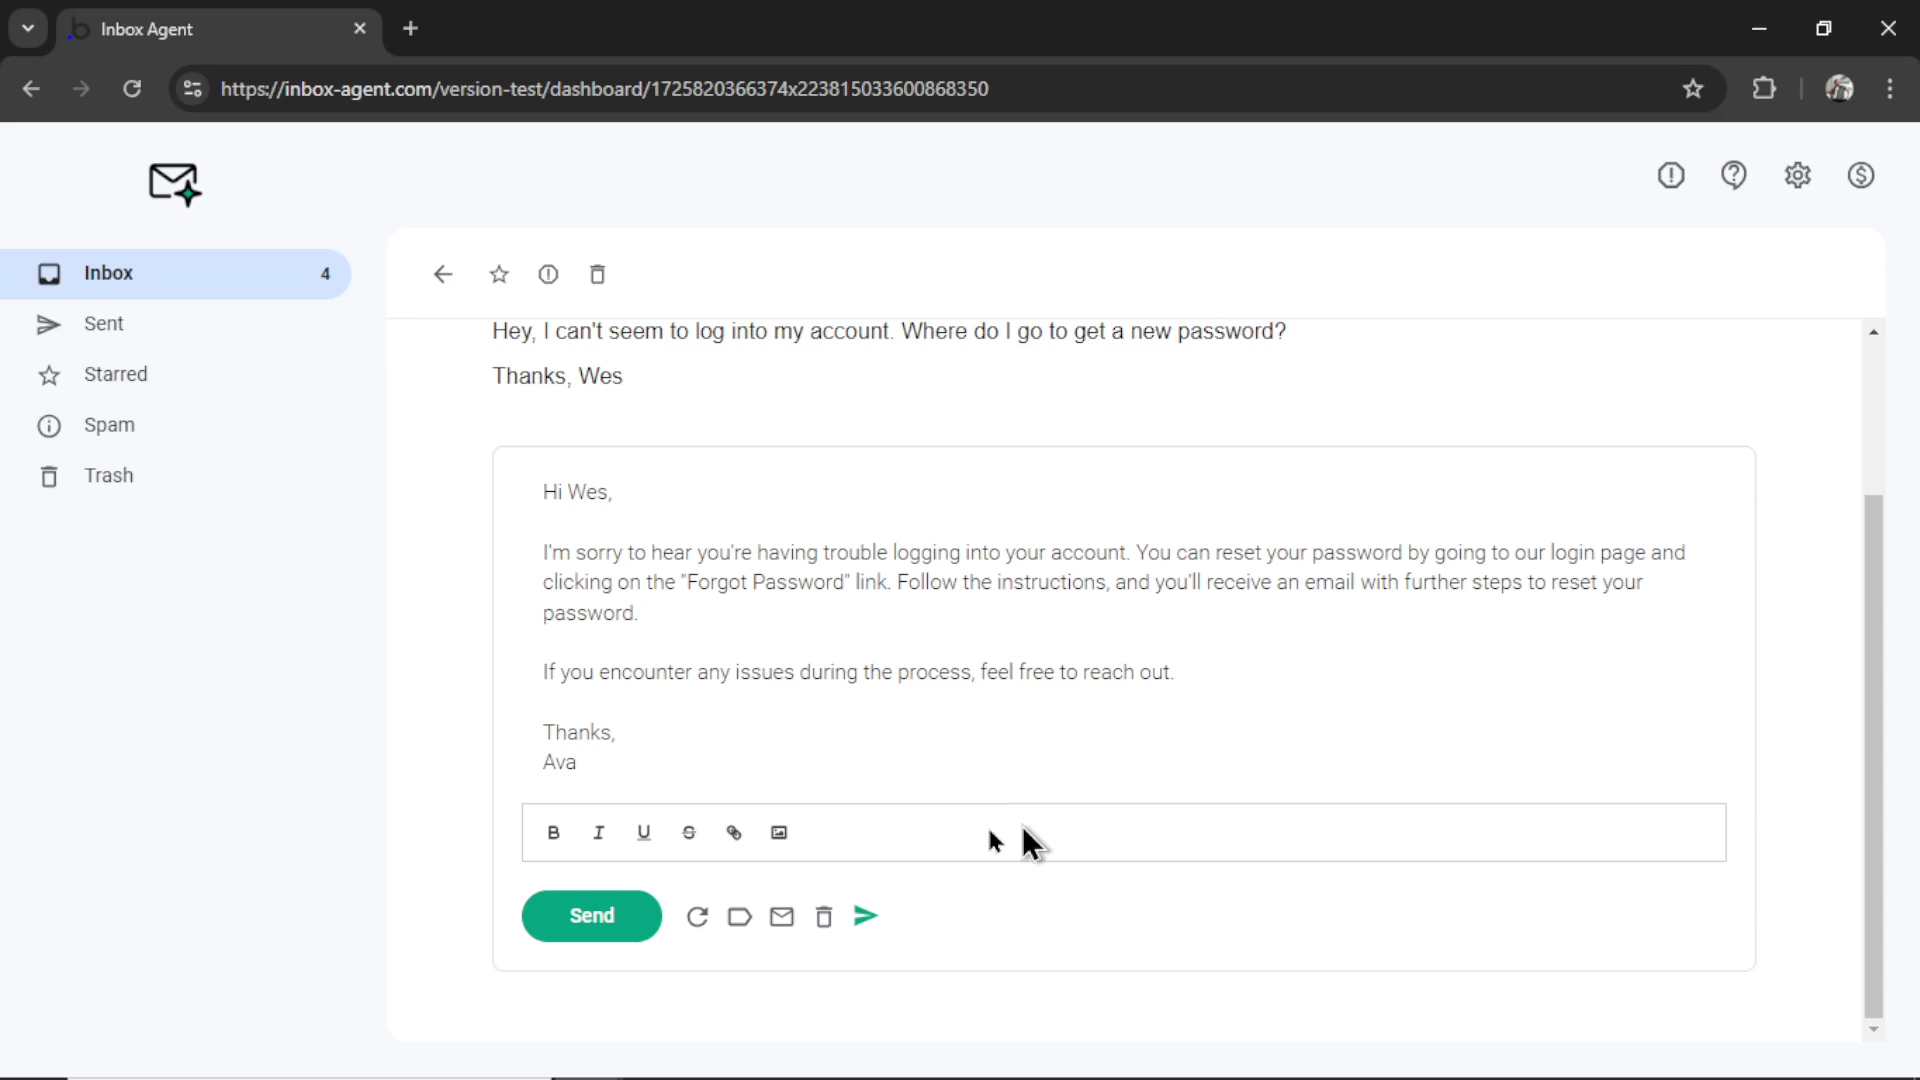 Inbox Agent
https://inbox-agent.com/version-test/dashboard/1725820366374x223815033600868350
Inbox 4
Sent
Starred
Spam
Trash
Hey, I can't seem to log into my account. Where do I go to get a new password?
Thanks, Wes
Hi Wes,
I'm sorry to hear you're having trouble logging into your account. You can reset your password by going to our login page and
clicking on the "Forgot Password" link. Follow the instructions, and you'll receive an email with further steps to reset your
password.
If you encounter any issues during the process, feel free to reach out.
Thanks,
Ava
B I U S
Send